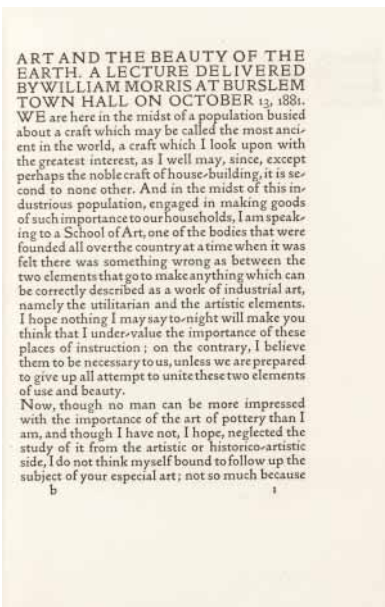 ART AND THE BEAUTY OF THE
EARTH. A LECTURE DELIVERED
BY WILLIAM MORRIS AT BURSLEM
TOWN HALL ON OCTOBER 13, 1881.
WE are here in the midst of a population busied
about a craft which may be called the most anci-
ent in the world, a craft which I look upon with
the greatest interest, as I well may, since, except
perhaps the noble craft of house-building, it is se-
cond to none other. And in the midst of this in-
dustrious population, engaged in making goods
of such importance to our households, I am speak-
ing to a School of Art, one of the bodies that were
founded all over the country at a time when it was
felt there was something wrong as between the
two elements that go to make anything which can
be correctly described as a work of industrial art,
namely the utilitarian and the artistic elements.
I hope nothing I may say to-night will make you
think that I under-value the importance of these
places of instruction; on the contrary, I believe
them to be necessary to us, unless we are prepared
to give up all attempt to unite these two elements
of use and beauty.
Now, though no man can be more impressed
with the importance of the art of pottery than I
am, and though I have not, I hope, neglected the
study of it from the artistic or historico-artistic
side, I do not think myself bound to follow up the
subject of your especial art; not so much because
b 1